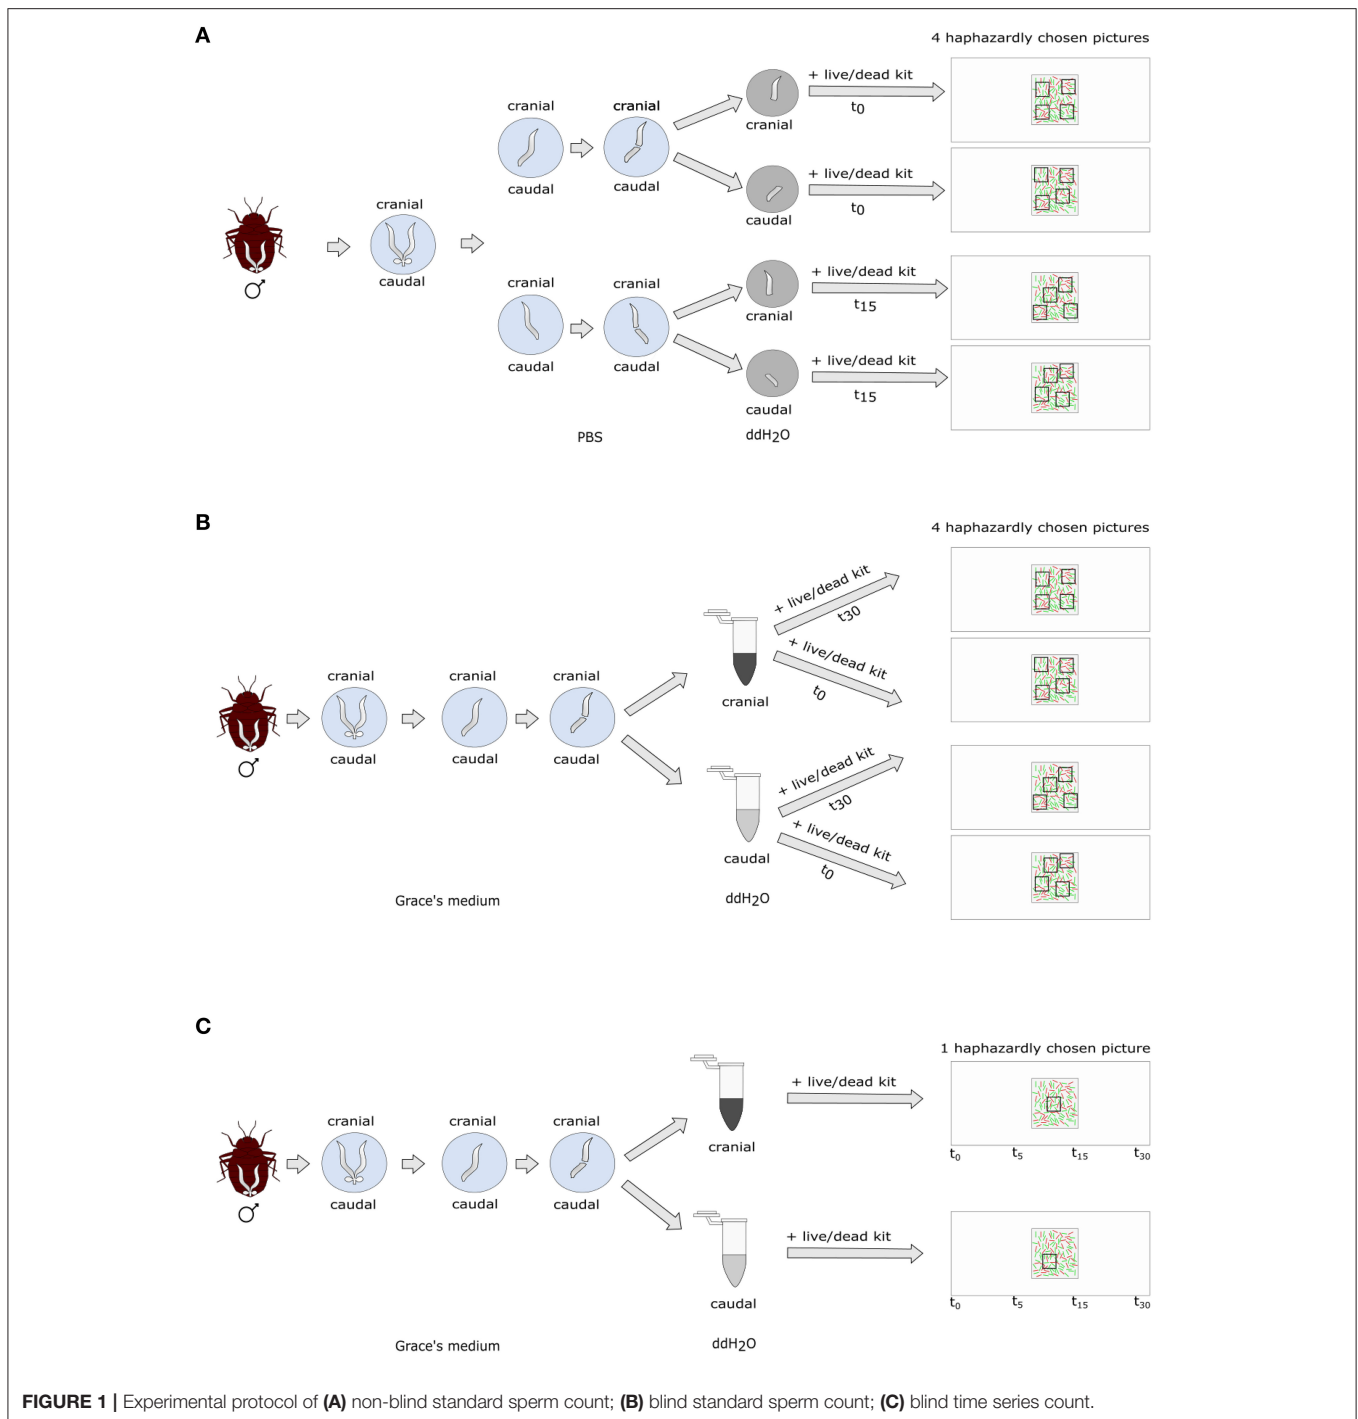 A
4 haphazardly chosen pictures
+ live/dead kit
t0
cranial
cranial
cranial
caudal
caudal
cranial
+ live/dead kit
t0
caudal
cranial
caudal
+ live/dead kit
t15
cranial
cranial
cranial
caudal
caudal
+ live/dead kit
t15
caudal
PBS
ddH2O
B
4 haphazardly chosen pictures
+ live/dead kit
t30
+ live/dead kit
t0
cranial
cranial
cranial
cranial
caudal
caudal
caudal
+ live/dead kit
t30
+ live/dead kit
t0
caudal
Grace's medium
ddH2O
C
1 haphazardly chosen picture
+ live/dead kit
cranial
t0 t5 t15 t30
cranial
cranial
cranial
caudal
caudal
caudal
+ live/dead kit
caudal
t0 t5 t15 t30
Grace's medium
ddH2O
FIGURE 1 | Experimental protocol of (A) non-blind standard sperm count; (B) blind standard sperm count; (C) blind time series count.